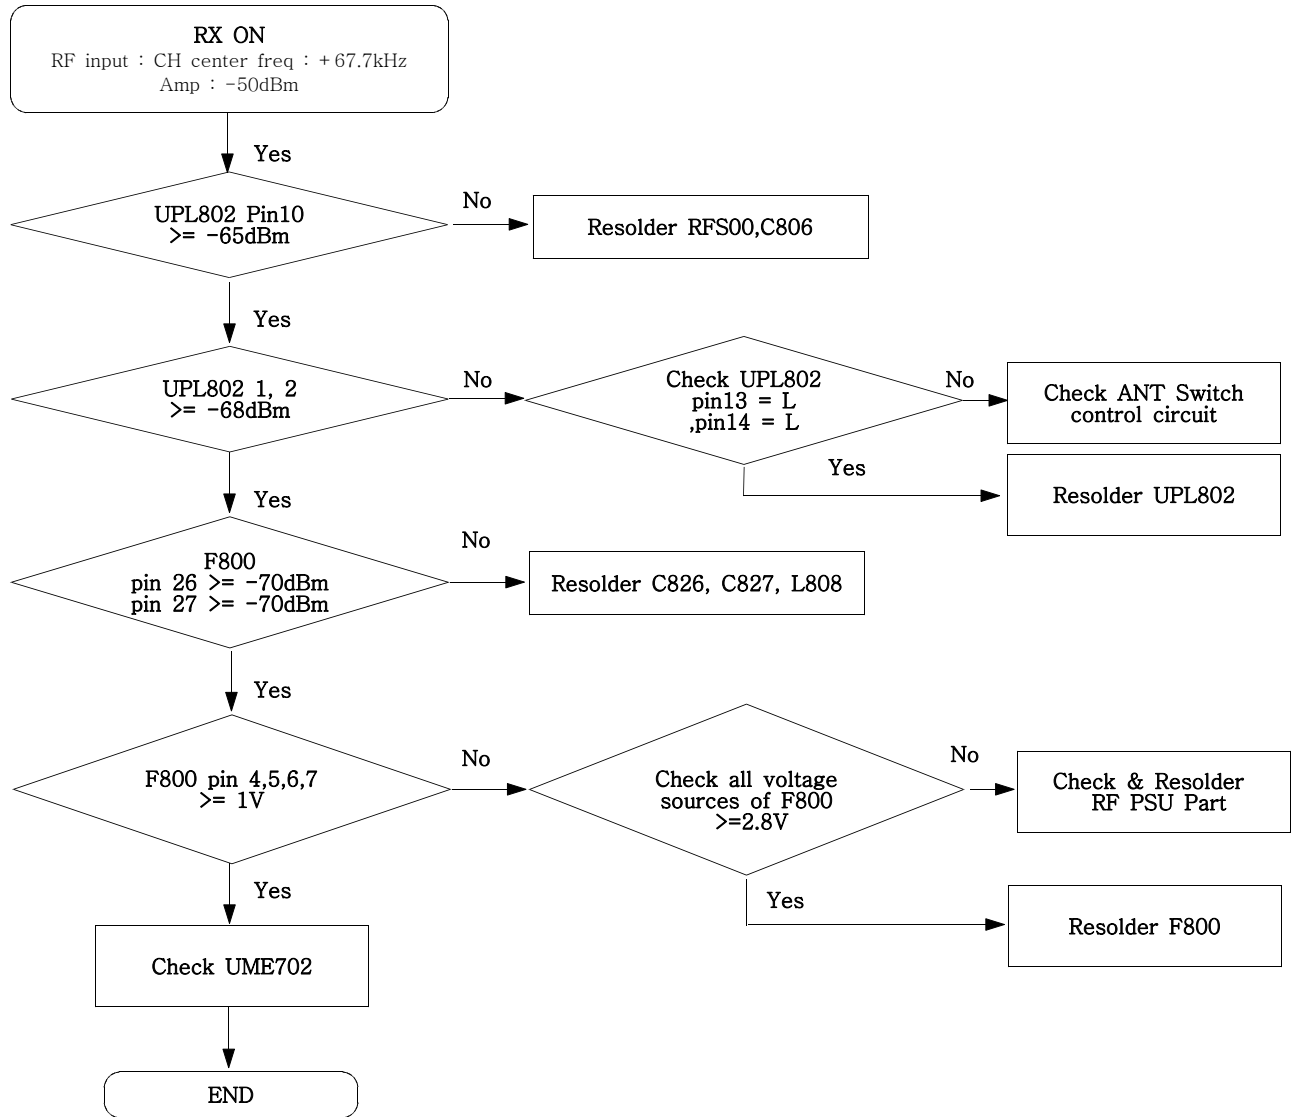 RX ON
RF input : CH center freq : +67.7kHz
Amp : -50dBm
Yes
UPL802 Pin10
>= -65dBm
No
Resolder RFS00,C806
Yes
UPL802 1, 2
>= -68dBm
No
Check UPL802
pin13 = L
,pin14 = L
No
Check ANT Switch
control circuit
Yes
Resolder UPL802
Yes
F800
pin 26 >= -70dBm
pin 27 >= -70dBm
No
Resolder C826, C827, L808
Yes
F800 pin 4,5,6,7
>= 1V
No
Check all voltage
sources of F800
>=2.8V
No
Check & Resolder
RF PSU Part
Yes
Resolder F800
Yes
Check UME702
END